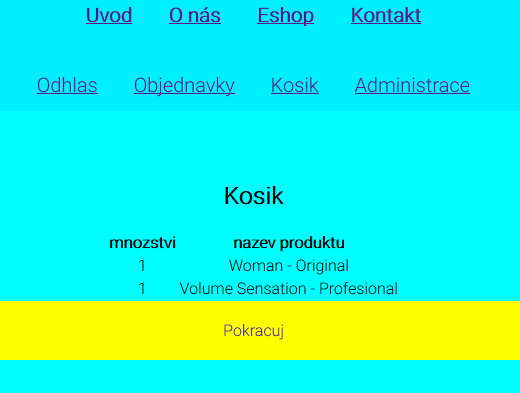 Uvod O nás Eshop Kontakt
Odhlas Objednavky Kosik Administrace
Kosik
mnozstvi nazev produktu
1 Woman - Original
1 Volume Sensation - Profesional
Pokracuj